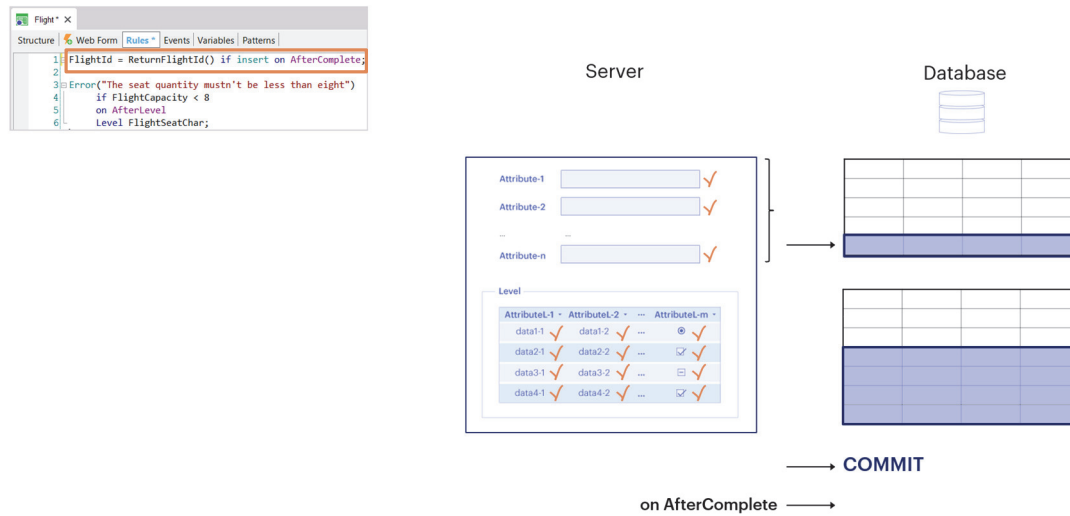 Flight * X
Structure Web Form Rules * Events Variables Patterns
1 FlightId = ReturnFlightId() if insert on AfterComplete;
2
3 Error("The seat quantity mustn't be less than eight")
4 if FlightCapacity < 8
5 on AfterLevel
6 Level FlightSeatChar;
Server
Database
Attribute-1
Attribute-2
... ...
Attribute-n
Level
AttributeL-1 AttributeL-2 ... AttributeL-m
data1-1 data1-2 ...
data2-1 data2-2 ...
data3-1 data3-2 ...
data4-1 data4-2 ...
COMMIT
on AfterComplete